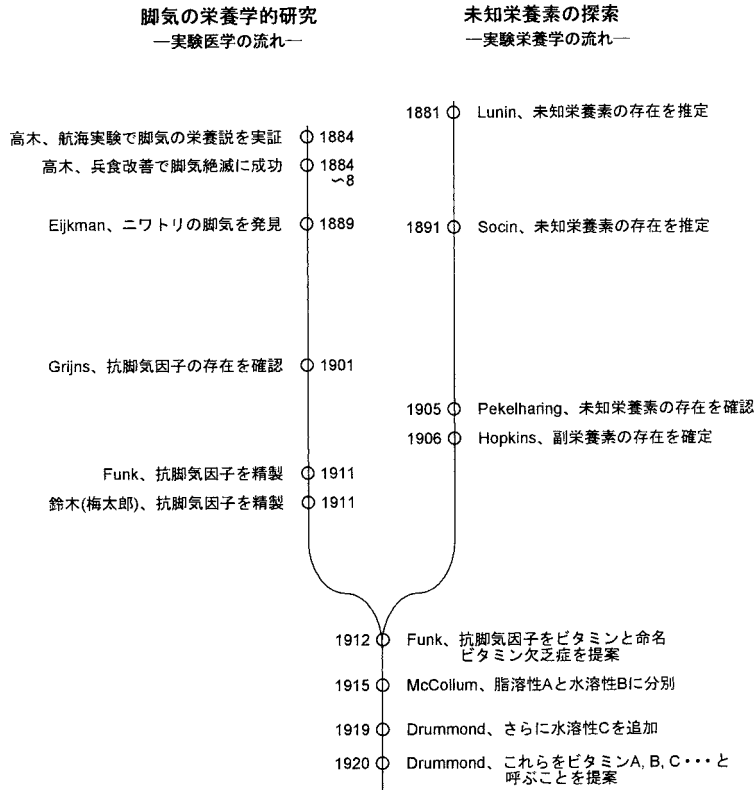 脚気の栄養学的研究
―実験医学の流れ―
高木、航海実験で脚気の栄養説を実証 1884
高木、兵食改善で脚気絶滅に成功 1884
～8
Eijkman、ニワトリの脚気を発見 1889
Grijns、抗脚気因子の存在を確認 1901
Funk、抗脚気因子を精製 1911
鈴木(梅太郎)、抗脚気因子を精製 1911
未知栄養素の探索
―実験栄養学の流れ―
1881 Lunin、未知栄養素の存在を推定
1891 Socin、未知栄養素の存在を推定
1905 Pekelharing、未知栄養素の存在を確認
1906 Hopkins、副栄養素の存在を確定
1912 Funk、抗脚気因子をビタミンと命名
ビタミン欠乏症を提案
1915 McCollum、脂溶性Aと水溶性Bに分別
1919 Drummond、さらに水溶性Cを追加
1920 Drummond、これらをビタミンA, B, C・・・と
呼ぶことを提案